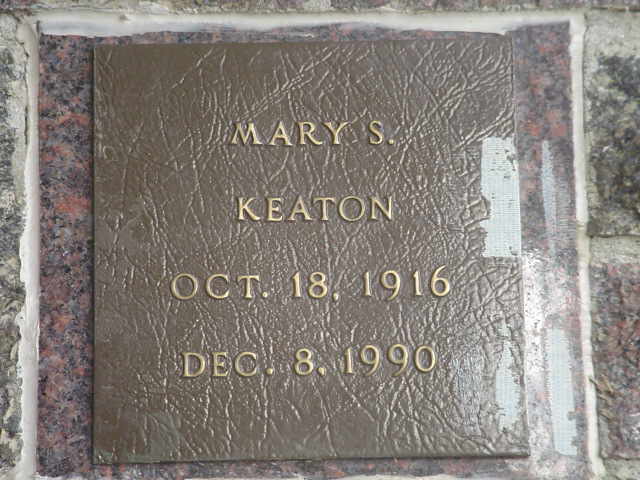 MARY S.
KEATON
OCT. 18, 1916
DEC. 8, 1990